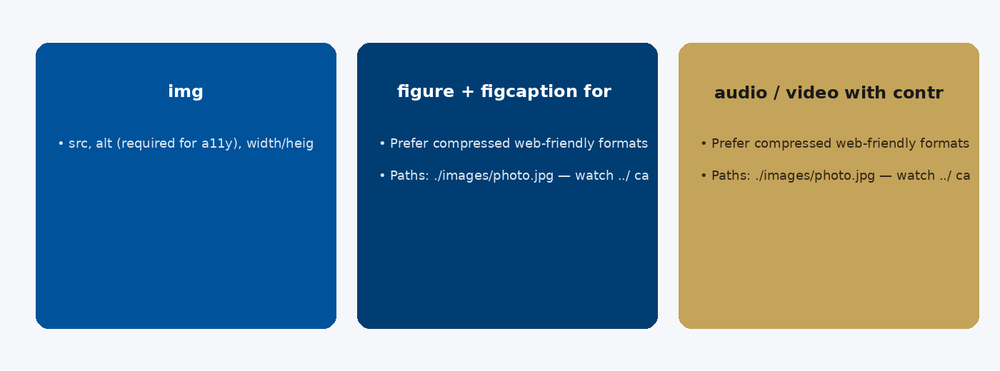 img
• src, alt (required for a11y), width/heig
figure + figcaption for
• Prefer compressed web-friendly formats
• Paths: ./images/photo.jpg — watch ../ ca
audio / video with contr
• Prefer compressed web-friendly formats
• Paths: ./images/photo.jpg — watch ../ ca